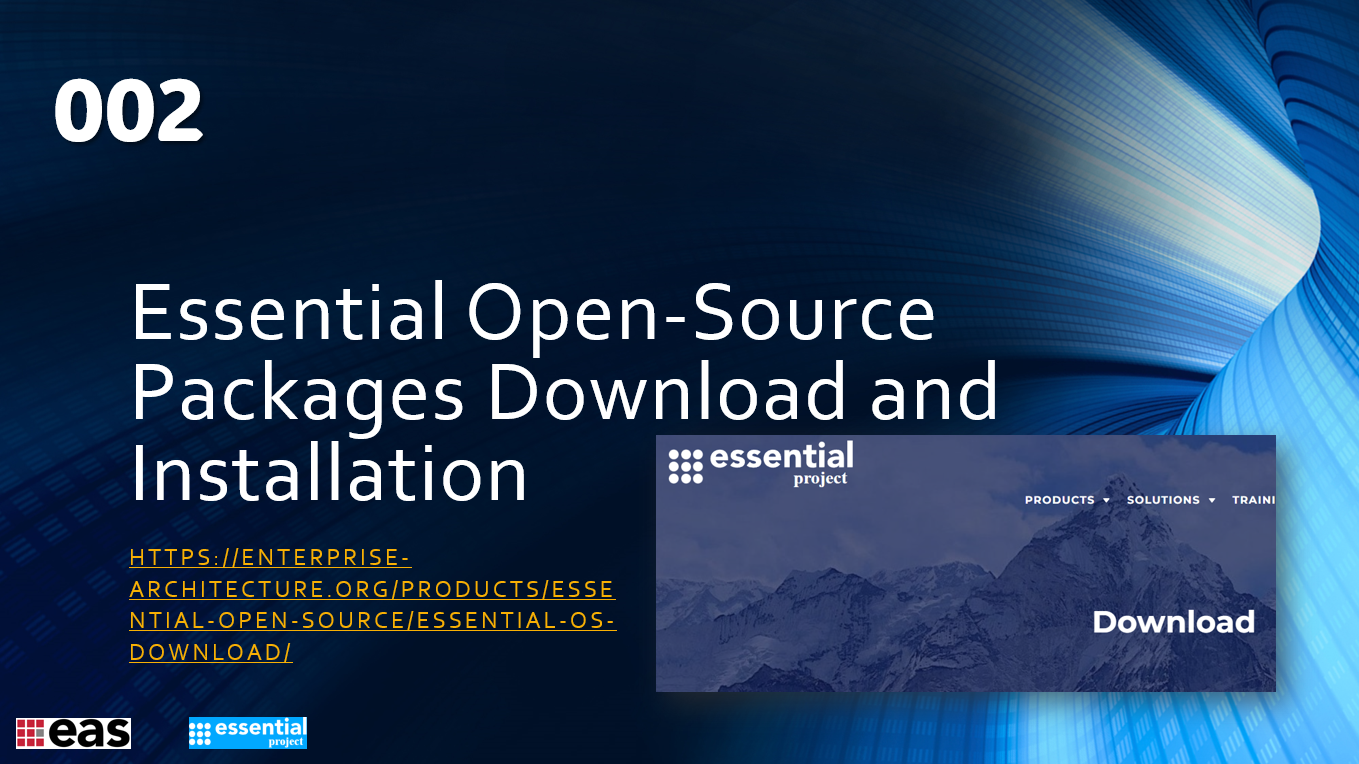 002
Essential Open-Source
Packages Download and
Installation
essential
project
PRODUCTS
SOLUTIONS
TRAINI
Download
HTTPS://ENTERPRISE-
ARCHITECTURE.ORG/PRODUCTS/ESSE
NTIAL-OPEN-SOURCE/ESSENTIAL-OS-
DOWNLOAD/
eas
essential
project